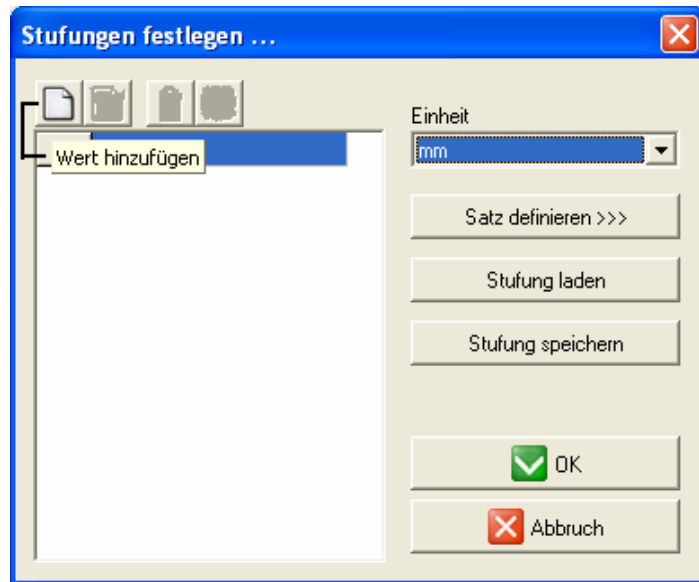 Stufungen festlegen ...
Einheit
Wert hinzufügen
mm
Satz definieren >>>
Stufung laden
Stufung speichern
OK
Abbruch